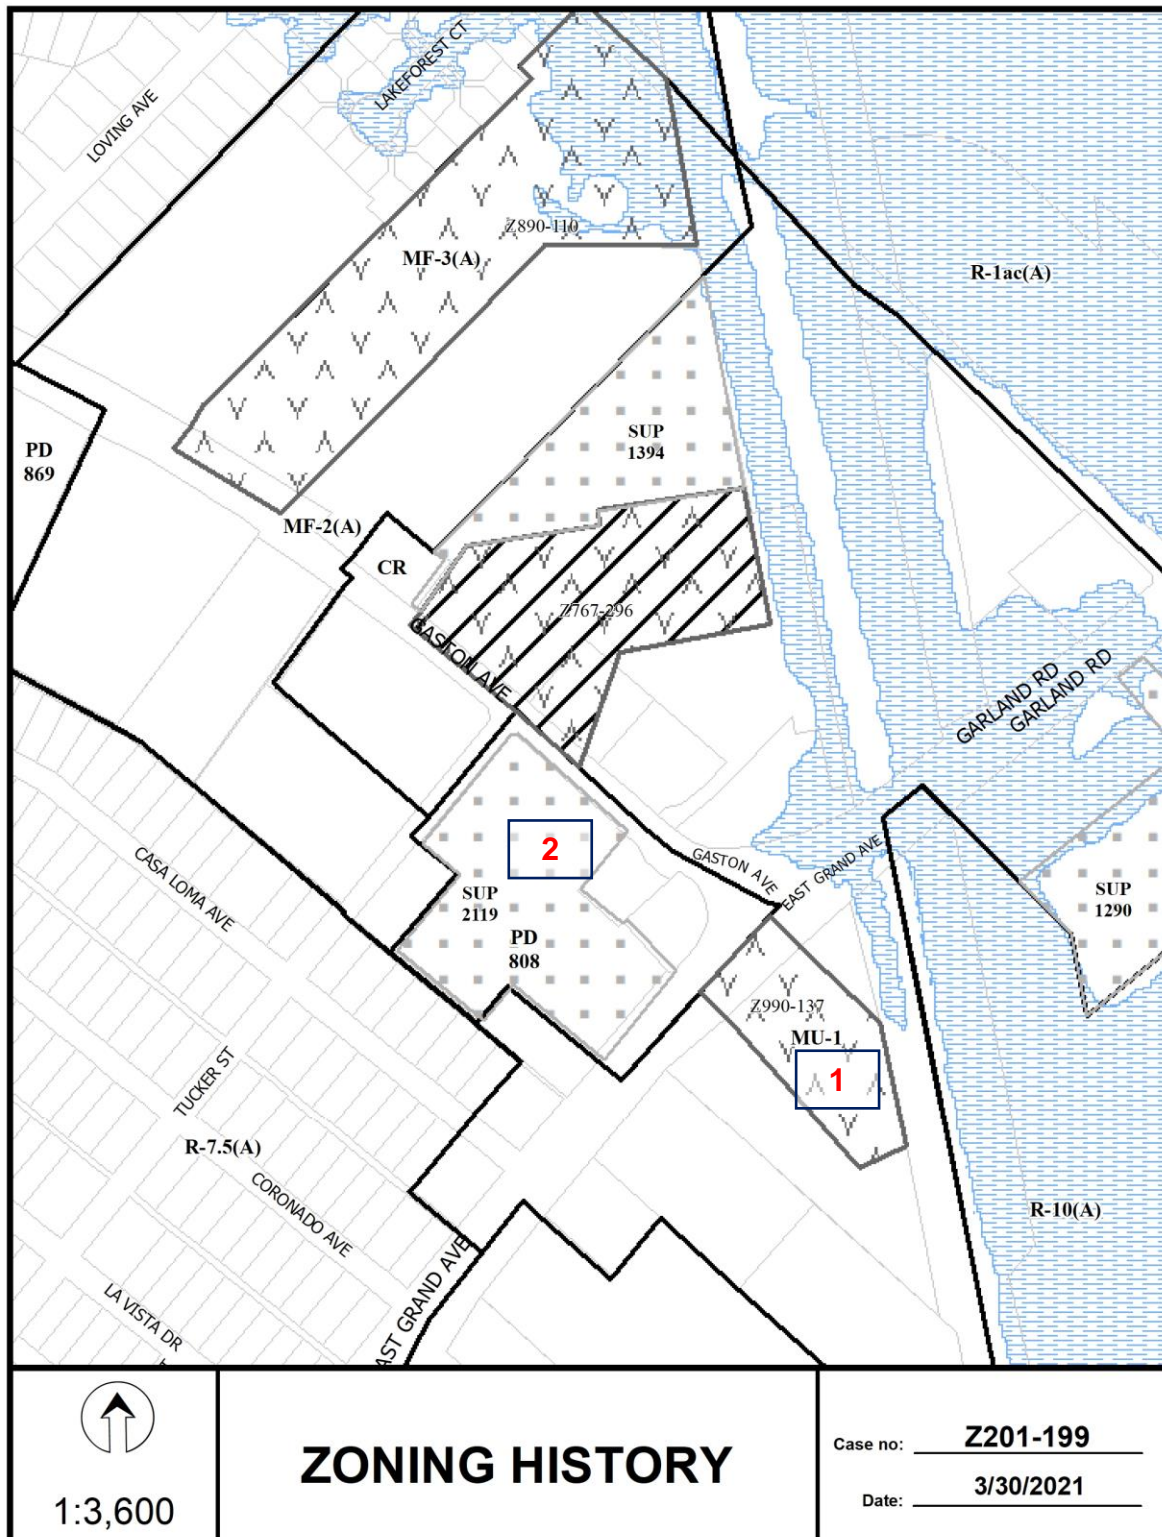 LAKEFOREST CT
LOVING AVE
Z890-110
MF-3(A)
R-1ac(A)
SUP
1394
PD
869
MF-2(A)
CR
Z767-296
GASTON AVE
GARLAND RD
GARLAND RD
2
GASTON AVE
EAST GRAND AVE
CASA LOMA AVE
SUP
2119
SUP
1290
PD
808
Z990-137
MU-1
1
TUCKER ST
R-7.5(A)
CORONADO AVE
R-10(A)
LA VISTA DR
AST GRAND AVE
1:3,600
ZONING HISTORY
Case no: Z201-199
Date: 3/30/2021